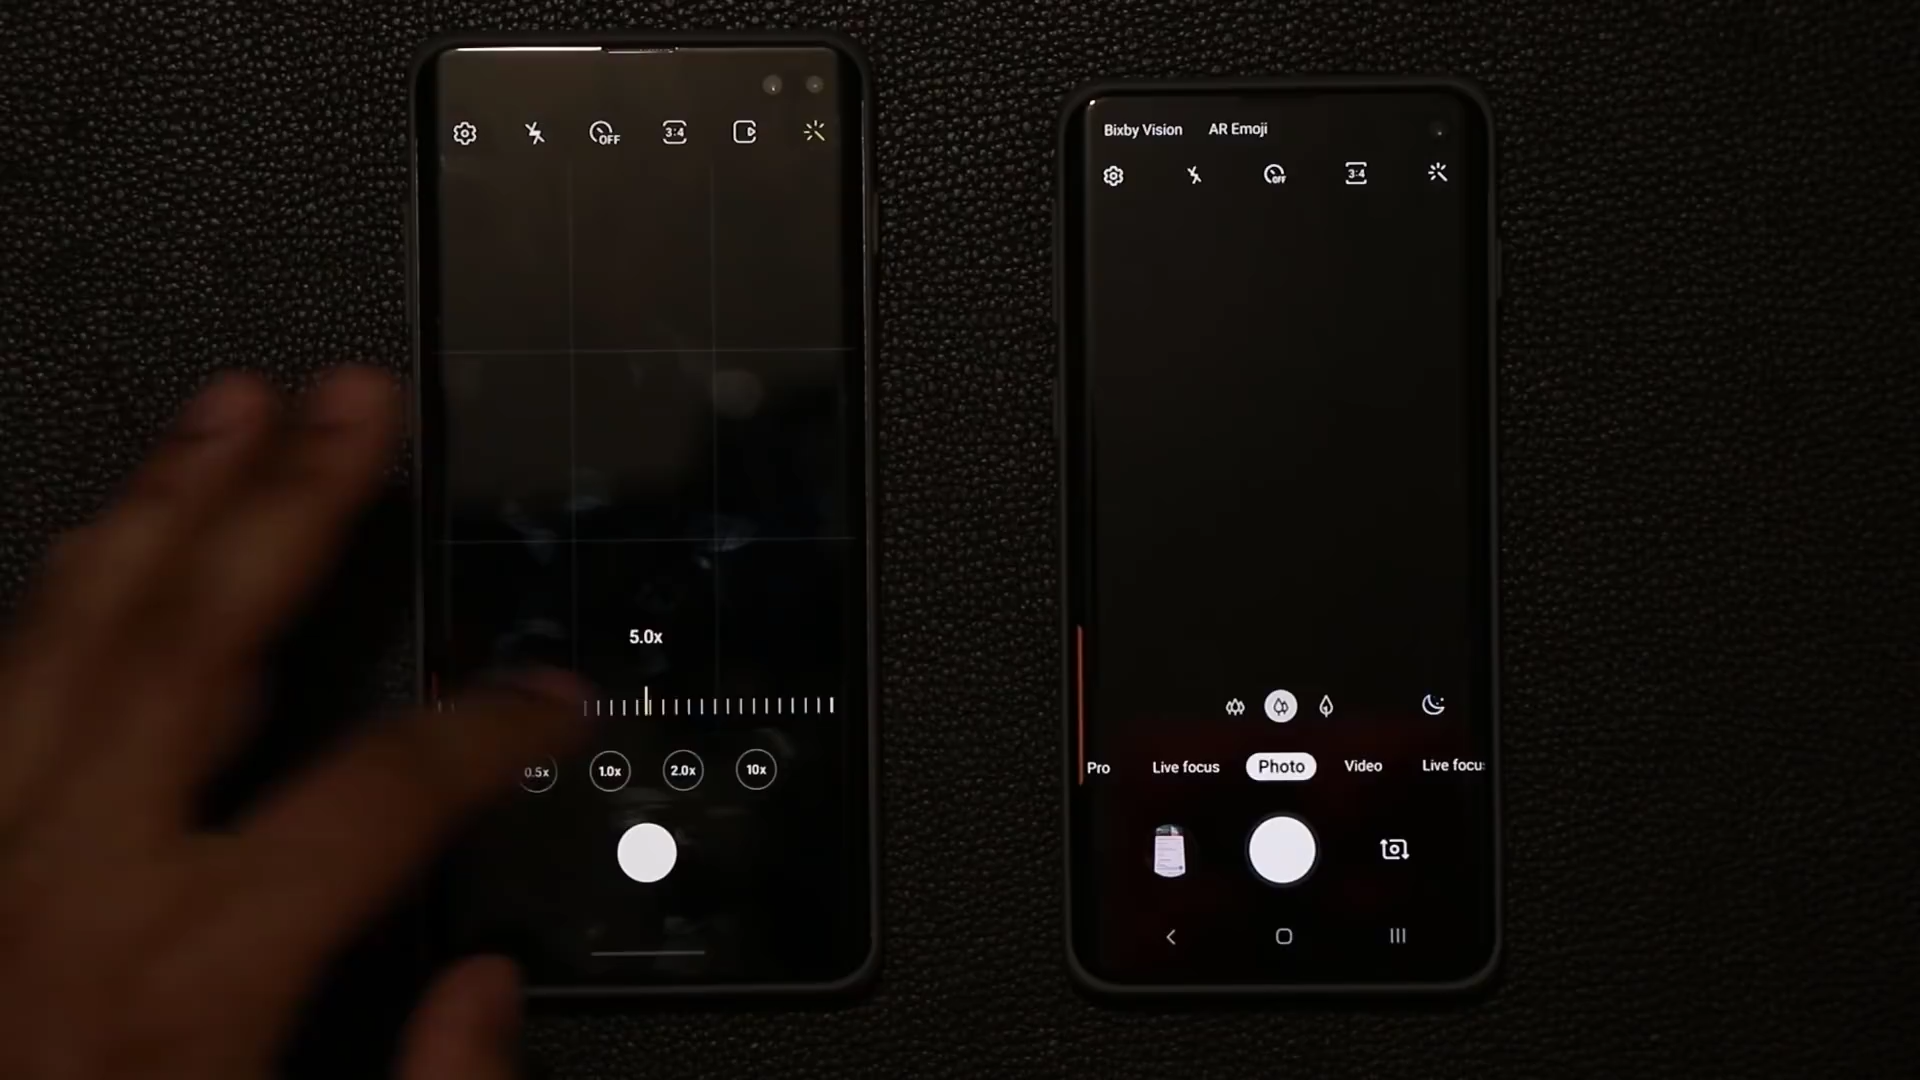 OFF
3:4
5.0x
0.5x
1.0x
2.0x
10x
Bixby Vision
AR Emoji
OFF
3:4
Pro
Live focus
Photo
Video
Live focu